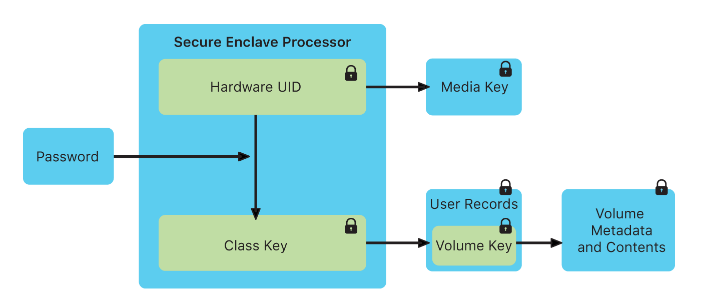 Secure Enclave Processor
Hardware UID
Media Key
Password
User Records
Class Key
Volume Key
Volume
Metadata
and Contents